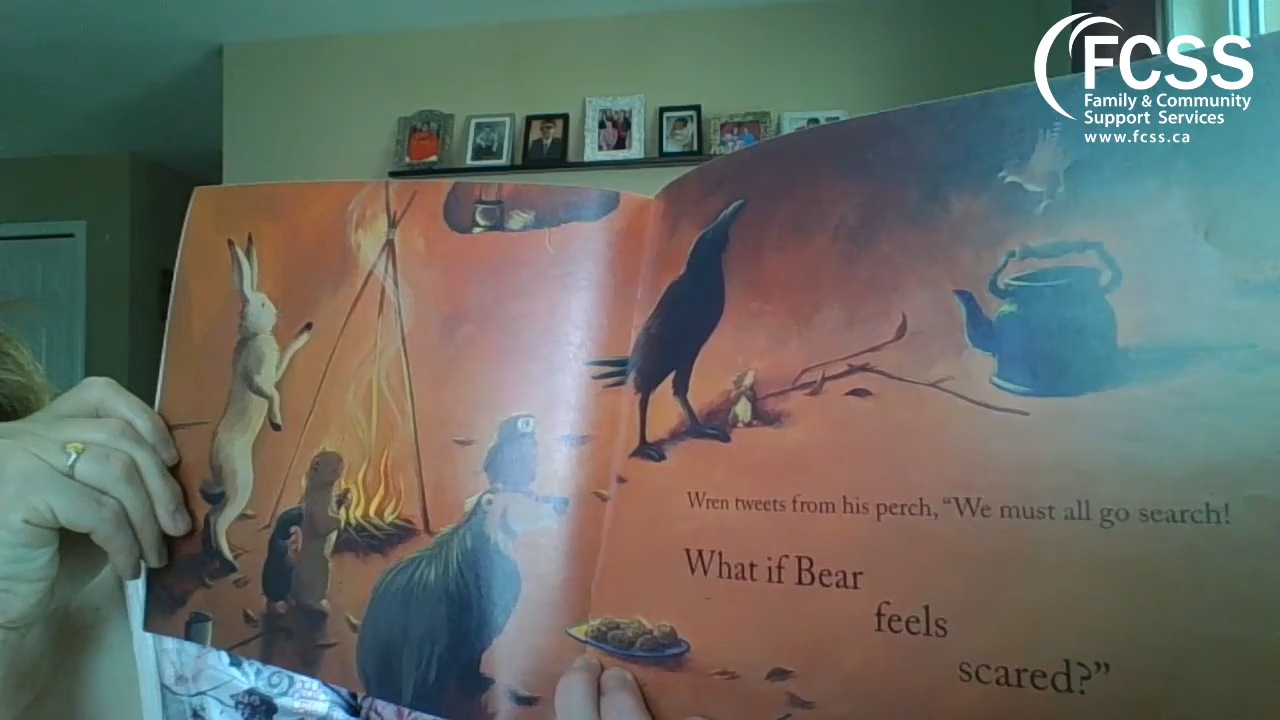 FCSS
Family & Community
Support Services
www.fcss.ca
Wren tweets from his perch, “We must all go search!
What if Bear
feels
scared?”